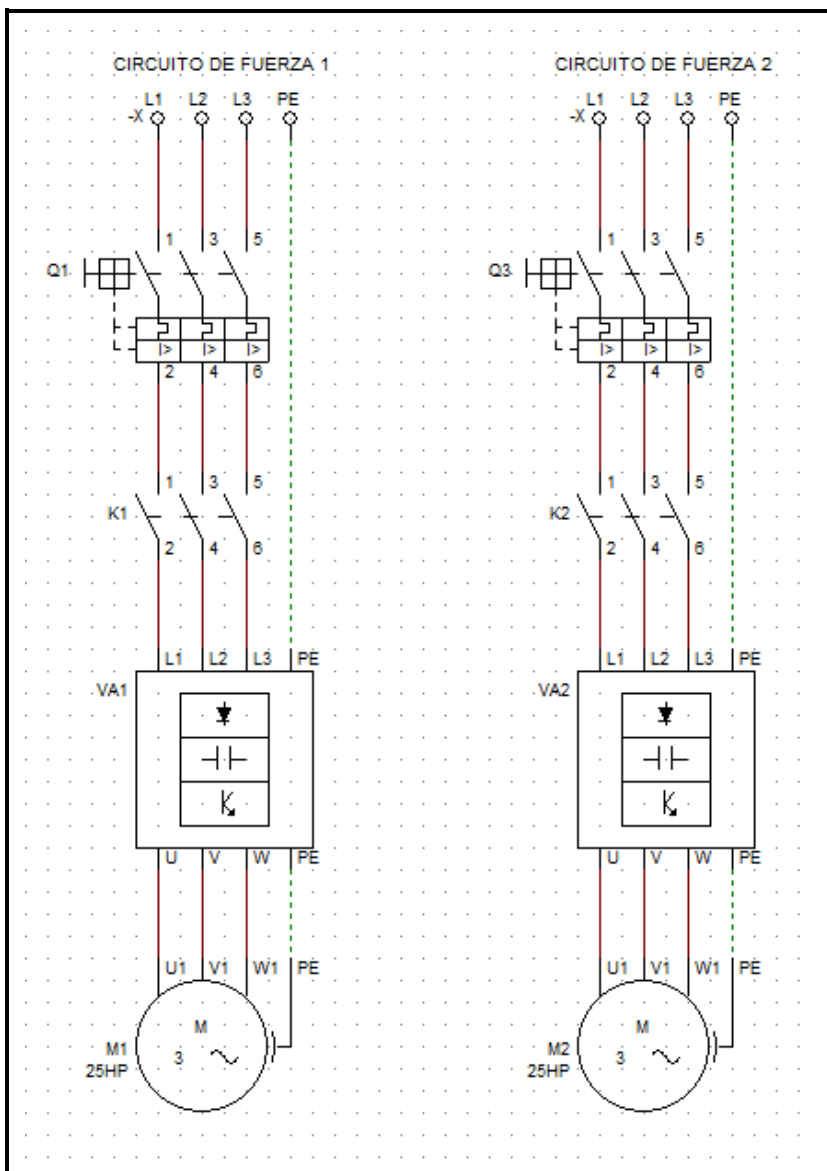 CIRCUITO DE FUERZA 1
L1 L2 L3 PE
-X
1 3 5
Q1
I> I> I>
2 4 6
1 3 5
K1
2 4 6
L1 L2 L3 PE
VA1
U V W PE
U1 V1 W1 PE
M
3
M1
25HP
CIRCUITO DE FUERZA 2
L1 L2 L3 PE
-X
1 3 5
Q3
I> I> I>
2 4 6
1 3 5
K2
2 4 6
L1 L2 L3 PE
VA2
U V W PE
U1 V1 W1 PE
M
3
M2
25HP